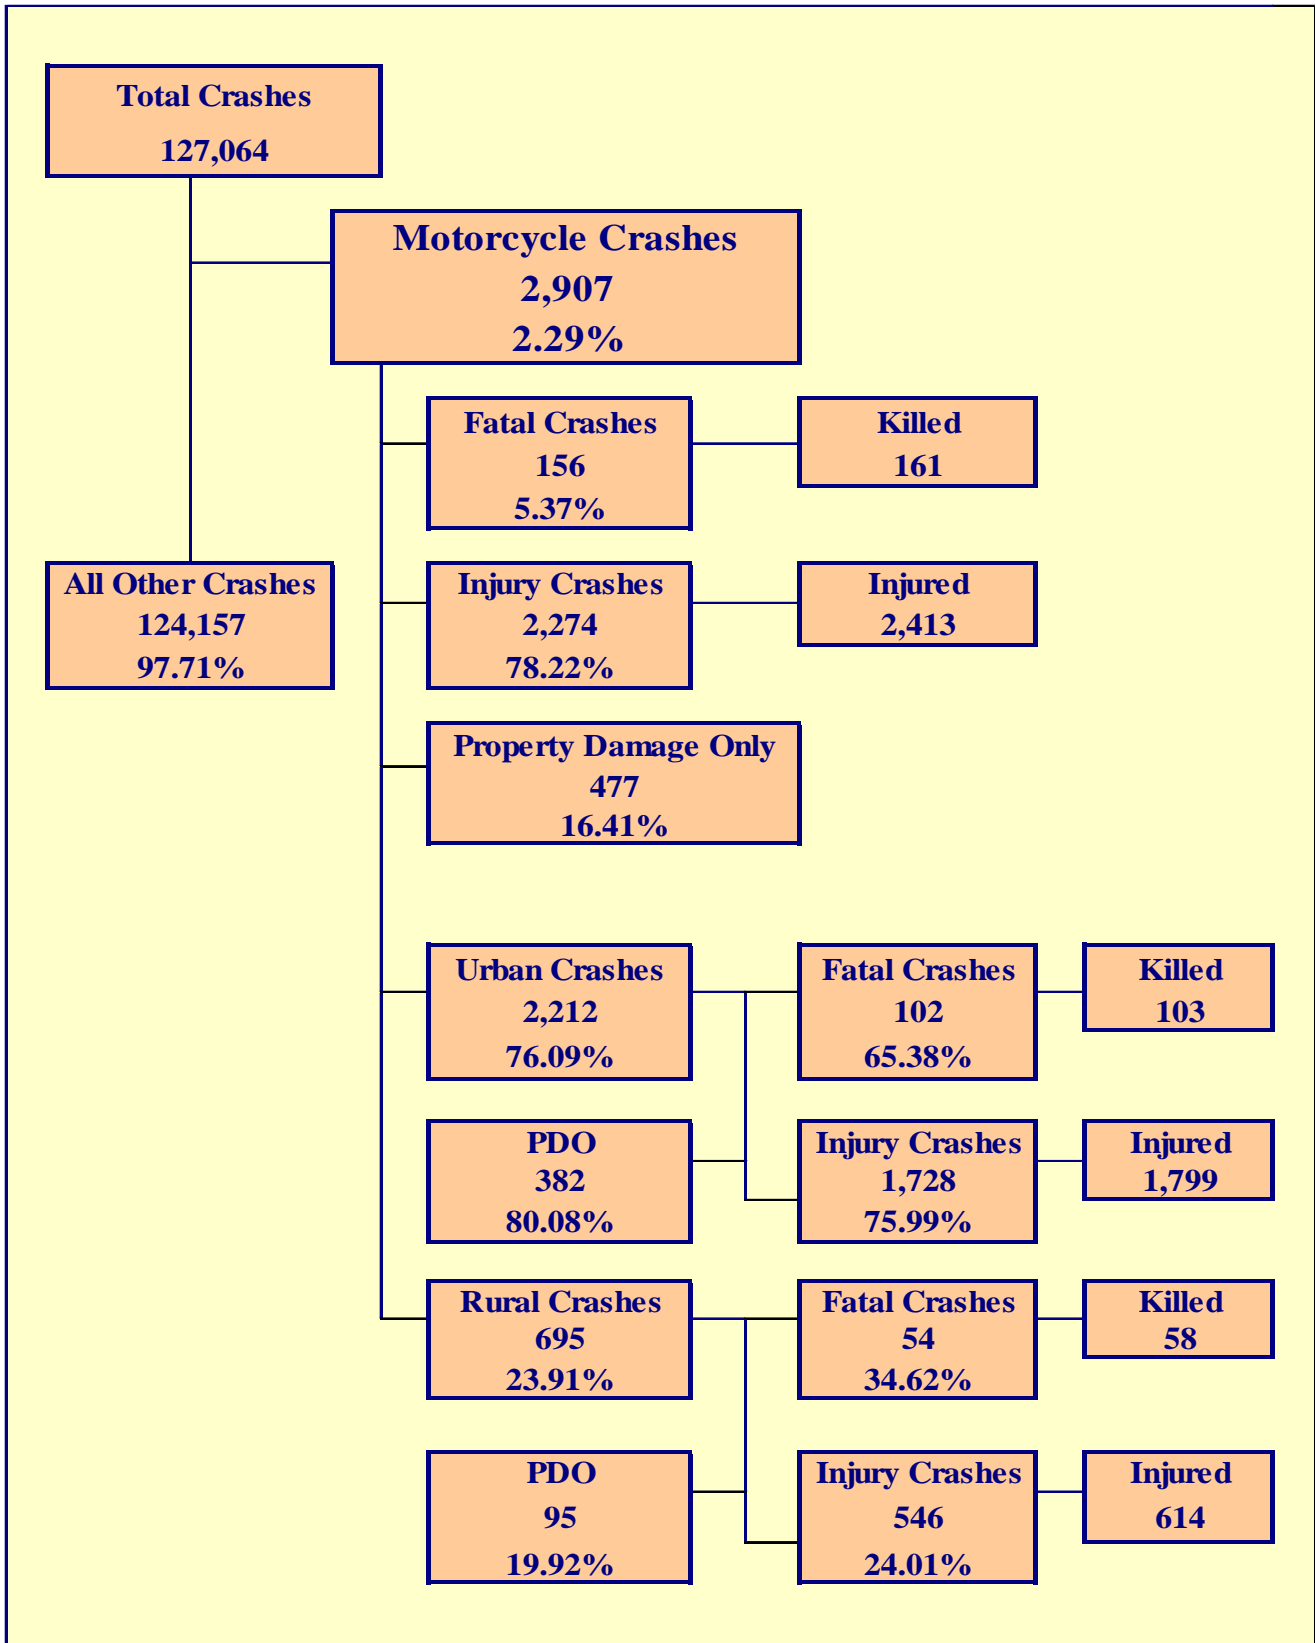 Total Crashes
127,064
Motorcycle Crashes
2,907
2.29%
Fatal Crashes
156
5.37%
Killed
161
All Other Crashes
124,157
97.71%
Injury Crashes
2,274
78.22%
Injured
2,413
Property Damage Only
477
16.41%
Urban Crashes
2,212
76.09%
Fatal Crashes
102
65.38%
Killed
103
PDO
382
80.08%
Injury Crashes
1,728
75.99%
Injured
1,799
Rural Crashes
695
23.91%
Fatal Crashes
54
34.62%
Killed
58
PDO
95
19.92%
Injury Crashes
546
24.01%
Injured
614